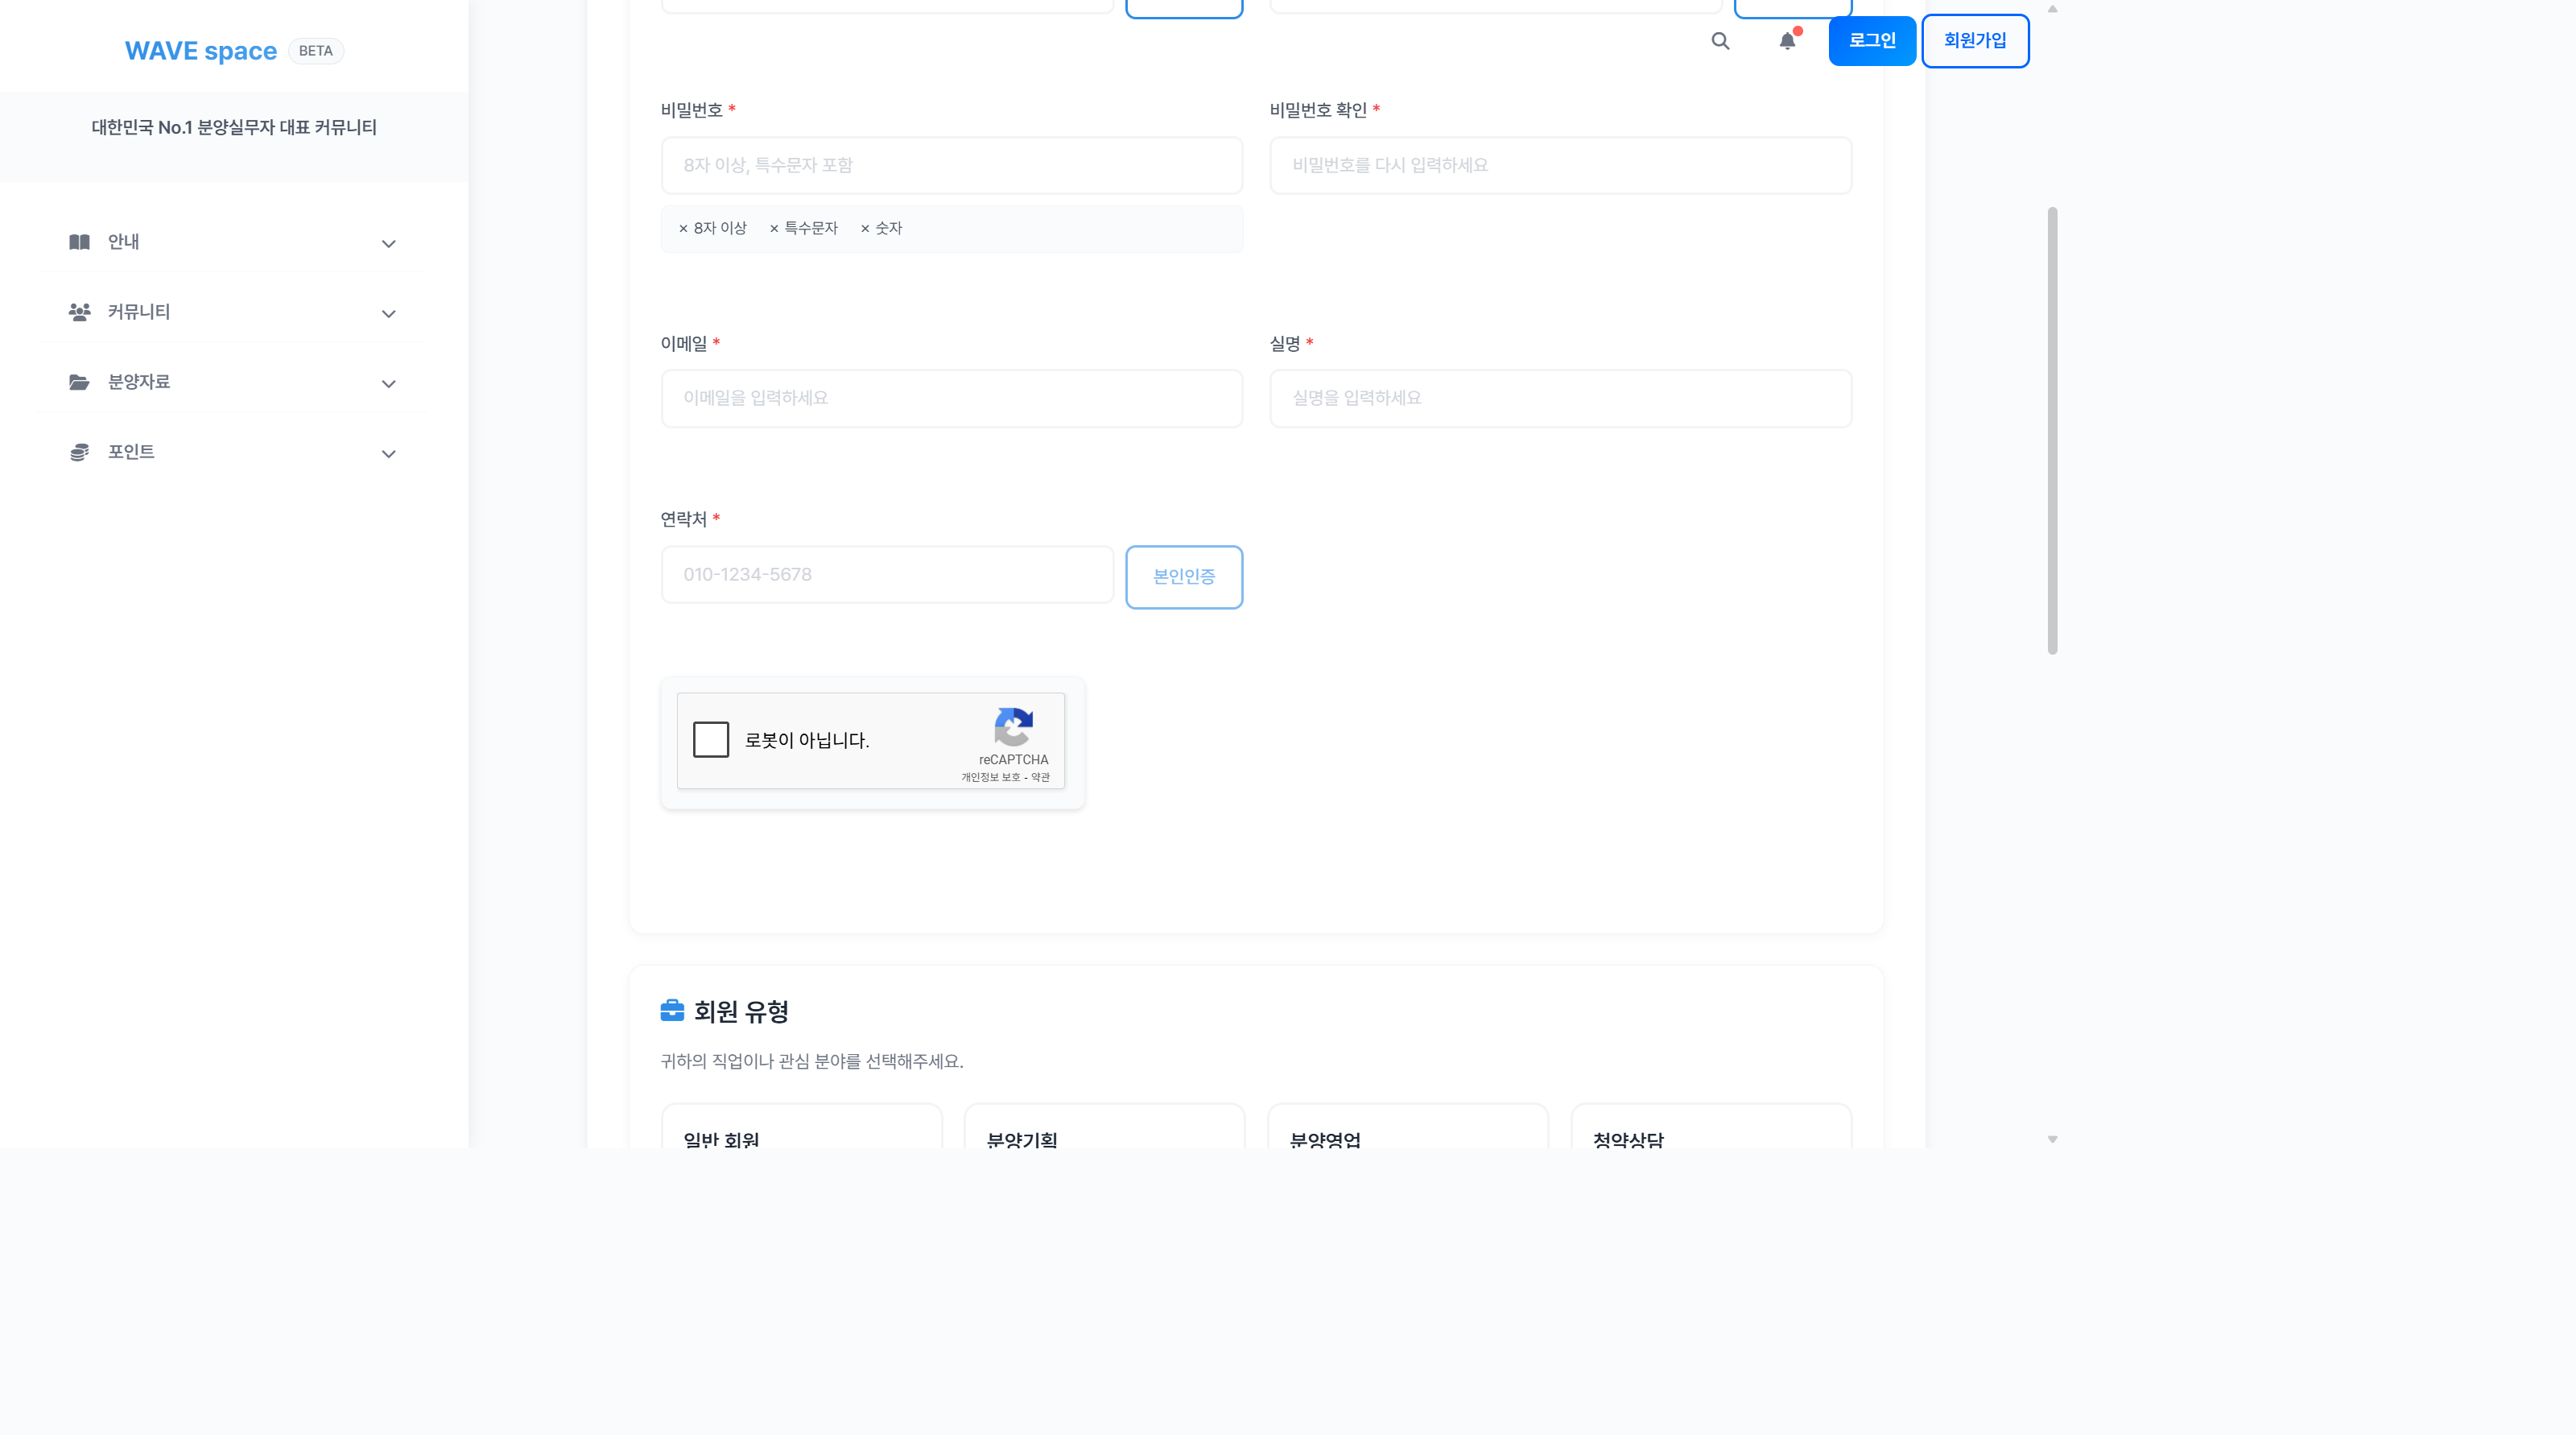 WAVE space BETA
대한민국 No.1 분양실무자 대표 커뮤니티
안내
커뮤니티
분양자료
포인트
로그인 회원가입
비밀번호 * 비밀번호 확인 *
8자 이상, 특수문자 포함 비밀번호를 다시 입력하세요
× 8자 이상 × 특수문자 × 숫자
이메일 * 실명 *
이메일을 입력하세요 실명을 입력하세요
연락처 *
010-1234-5678 본인인증
로봇이 아닙니다.
reCAPTCHA
개인정보 보호 - 약관
회원 유형
귀하의 직업이나 관심 분야를 선택해주세요.
일반 회원 분양기획 분양영업 청약상담